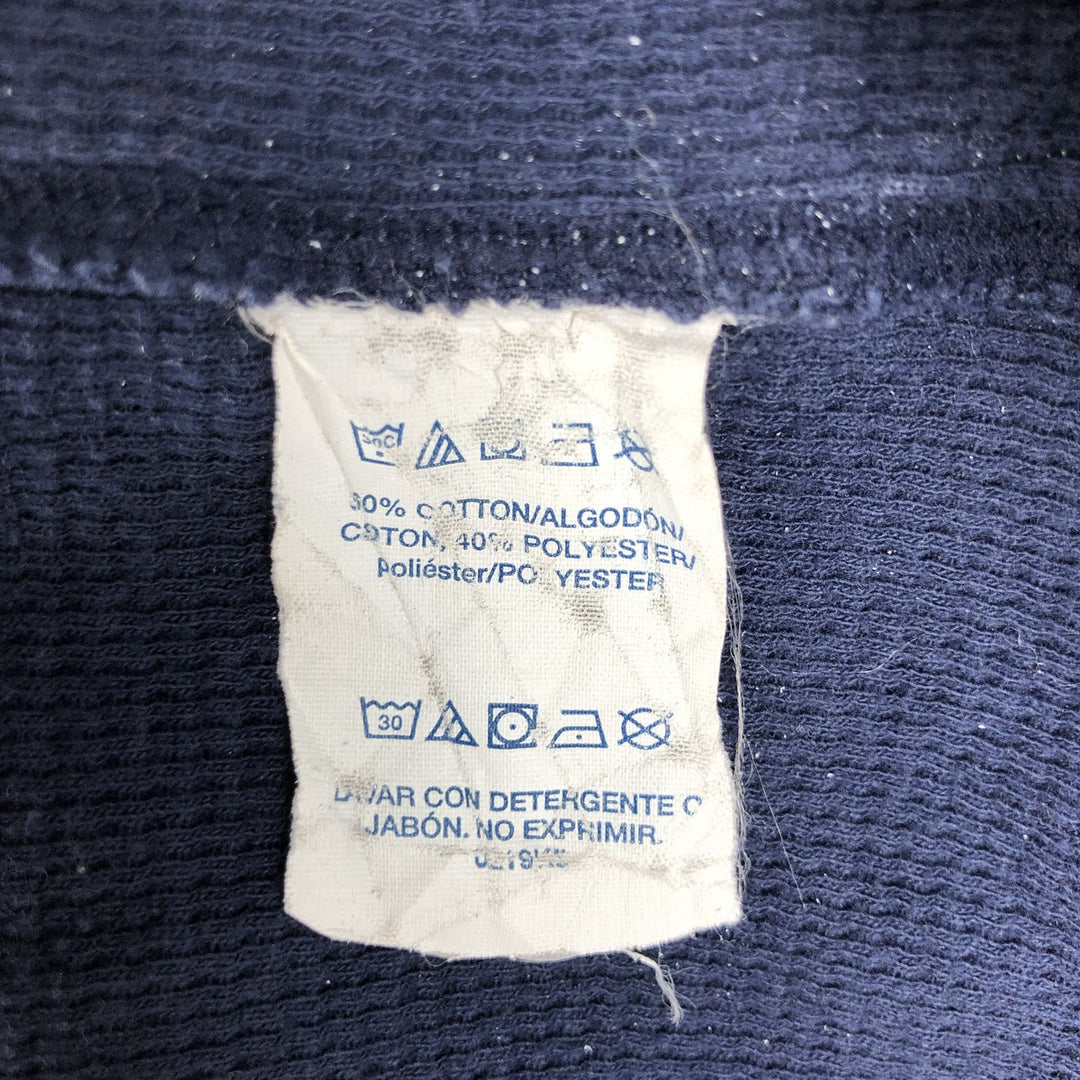 30°C
60% COTTON/ALGODÓN/
COTON, 40% POLYESTER/
poliéster/POLYESTER
30
LAVAR CON DETERGENTE O
JABÓN. NO EXPRIMIR.